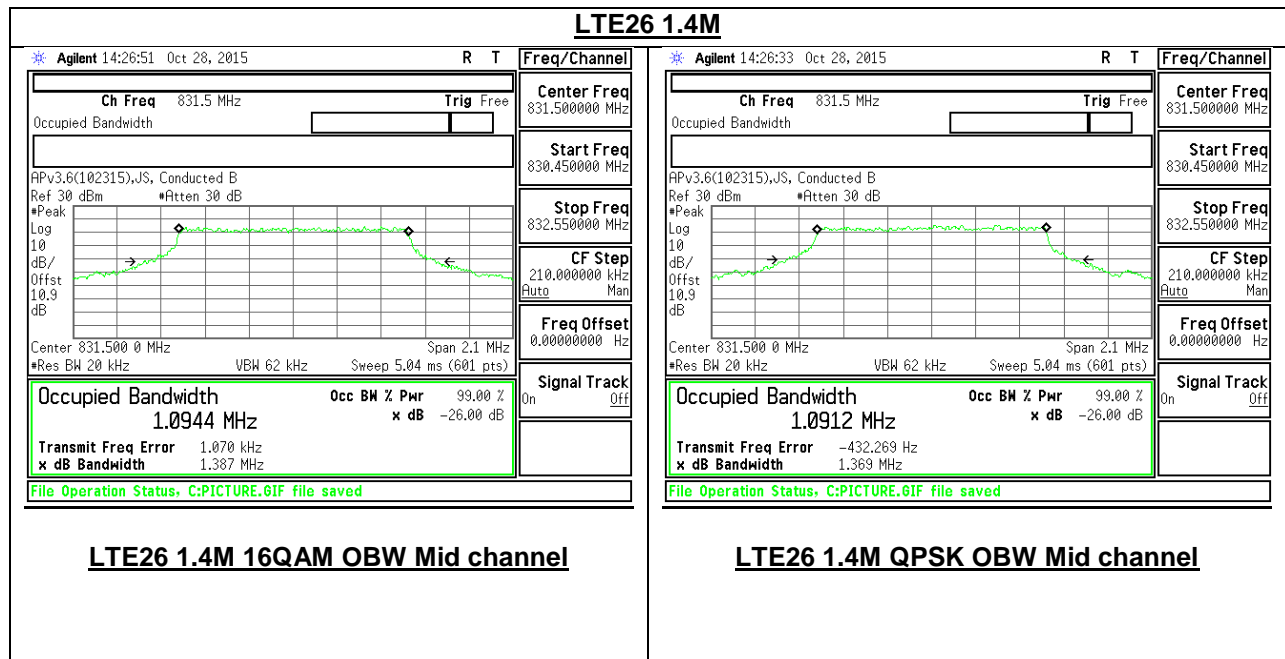 LTE26 1.4M
Agilent 14:26:51 Oct 28, 2015 R T
Freq/Channel
Ch Freq 831.5 MHz Trig Free
Occupied Bandwidth
Center Freq
831.500000 MHz
Start Freq
830.450000 MHz
APv3.6(102315),JS, Conducted B
Ref 30 dBm #Atten 30 dB
#Peak
Log
10
dB/
Offst
10.9
dB
Stop Freq
832.550000 MHz
CF Step
210.000000 kHz
Auto Man
Freq Offset
0.00000000 Hz
Center 831.500 0 MHz Span 2.1 MHz
#Res BW 20 kHz VBW 62 kHz Sweep 5.04 ms (601 pts)
Signal Track
On Off
Occupied Bandwidth Occ BW % Pwr 99.00 %
1.0944 MHz x dB -26.00 dB
Transmit Freq Error 1.070 kHz
x dB Bandwidth 1.387 MHz
File Operation Status, C:PICTURE.GIF file saved
LTE26 1.4M 16QAM OBW Mid channel
Agilent 14:26:33 Oct 28, 2015 R T
Freq/Channel
Ch Freq 831.5 MHz Trig Free
Occupied Bandwidth
Center Freq
831.500000 MHz
Start Freq
830.450000 MHz
APv3.6(102315),JS, Conducted B
Ref 30 dBm #Atten 30 dB
#Peak
Log
10
dB/
Offst
10.9
dB
Stop Freq
832.550000 MHz
CF Step
210.000000 kHz
Auto Man
Freq Offset
0.00000000 Hz
Center 831.500 0 MHz Span 2.1 MHz
#Res BW 20 kHz VBW 62 kHz Sweep 5.04 ms (601 pts)
Signal Track
On Off
Occupied Bandwidth Occ BW % Pwr 99.00 %
1.0912 MHz x dB -26.00 dB
Transmit Freq Error -432.269 Hz
x dB Bandwidth 1.369 MHz
File Operation Status, C:PICTURE.GIF file saved
LTE26 1.4M QPSK OBW Mid channel